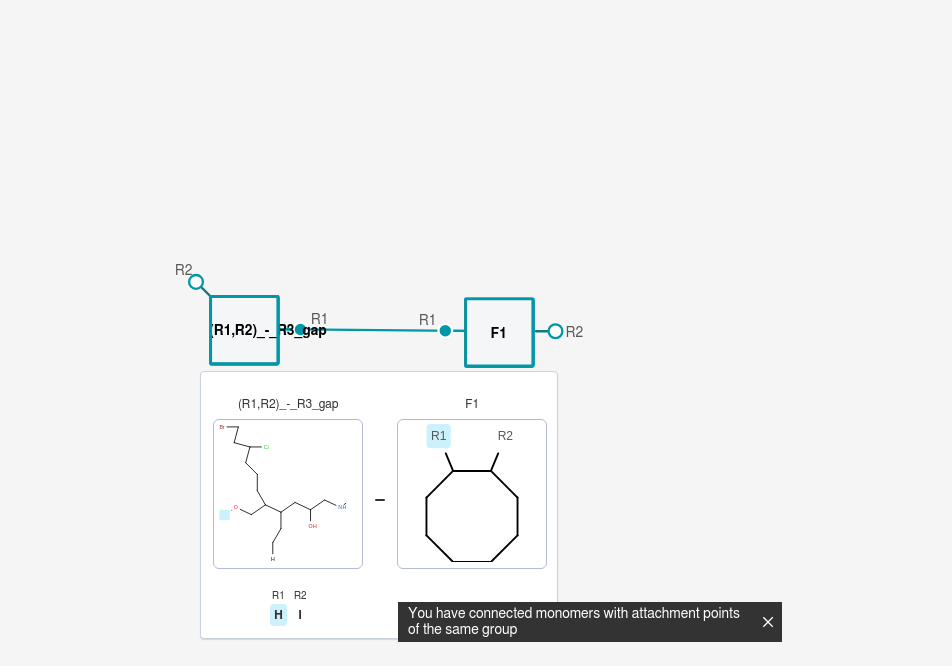 R2
R1
R1
(R1,R2)_-_R3_gap
F1
R2
(R1,R2)_-_R3_gap
F1
R1
R2
Br
Cl
O
NH
OH
H
R1 R2
H I
You have connected monomers with attachment points
of the same group